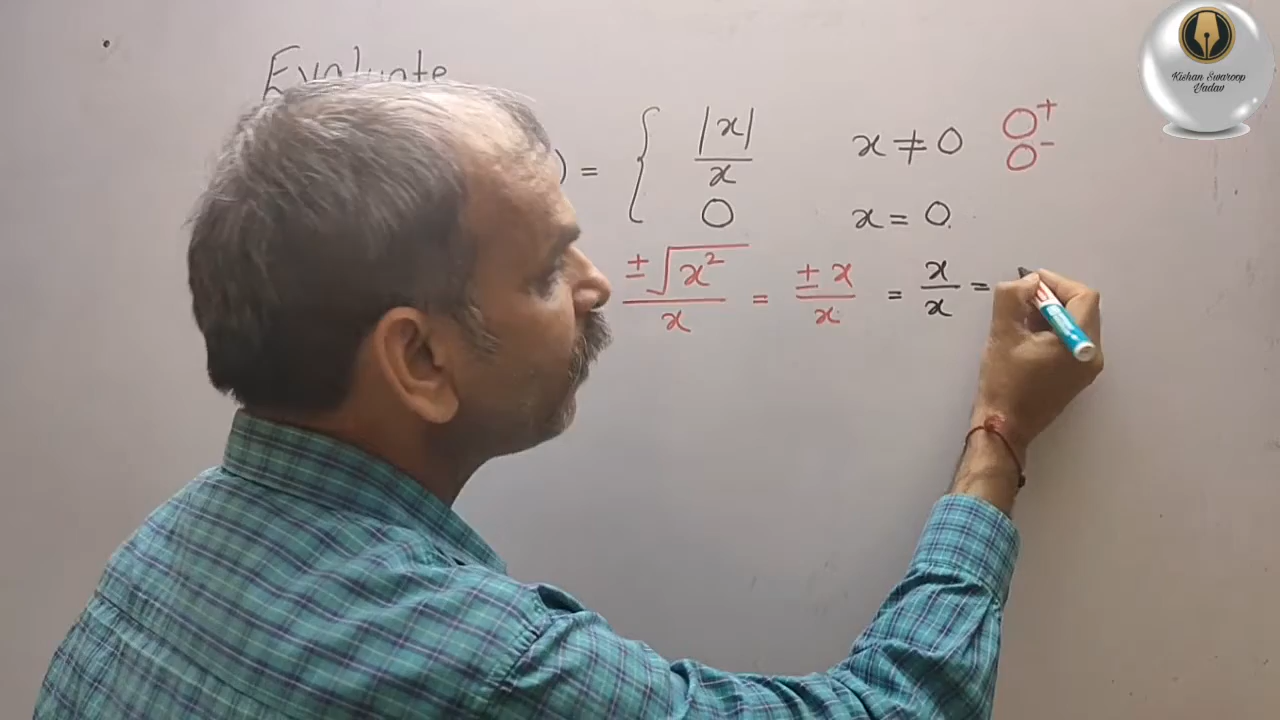 Evaluate
) = { |x| / x x ≠ 0 0⁺
0⁻
0 x = 0
±√x² / x = ± x / x = x / x =
Kishan Swaroop
Yadav